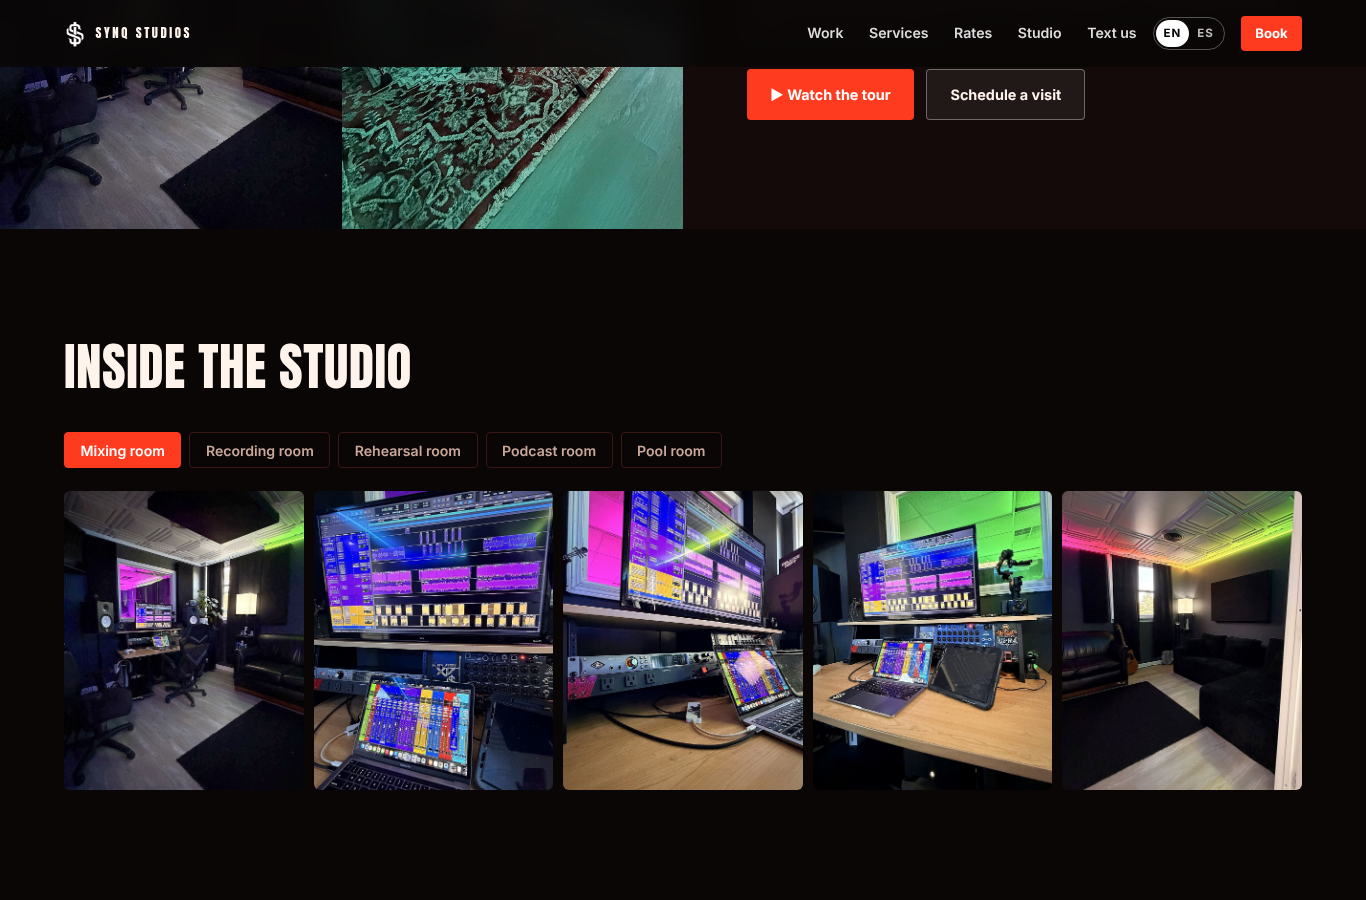 SYNQ STUDIOS
Work Services Rates Studio Text us EN ES Book
▶ Watch the tour Schedule a visit
INSIDE THE STUDIO
Mixing room Recording room Rehearsal room Podcast room Pool room